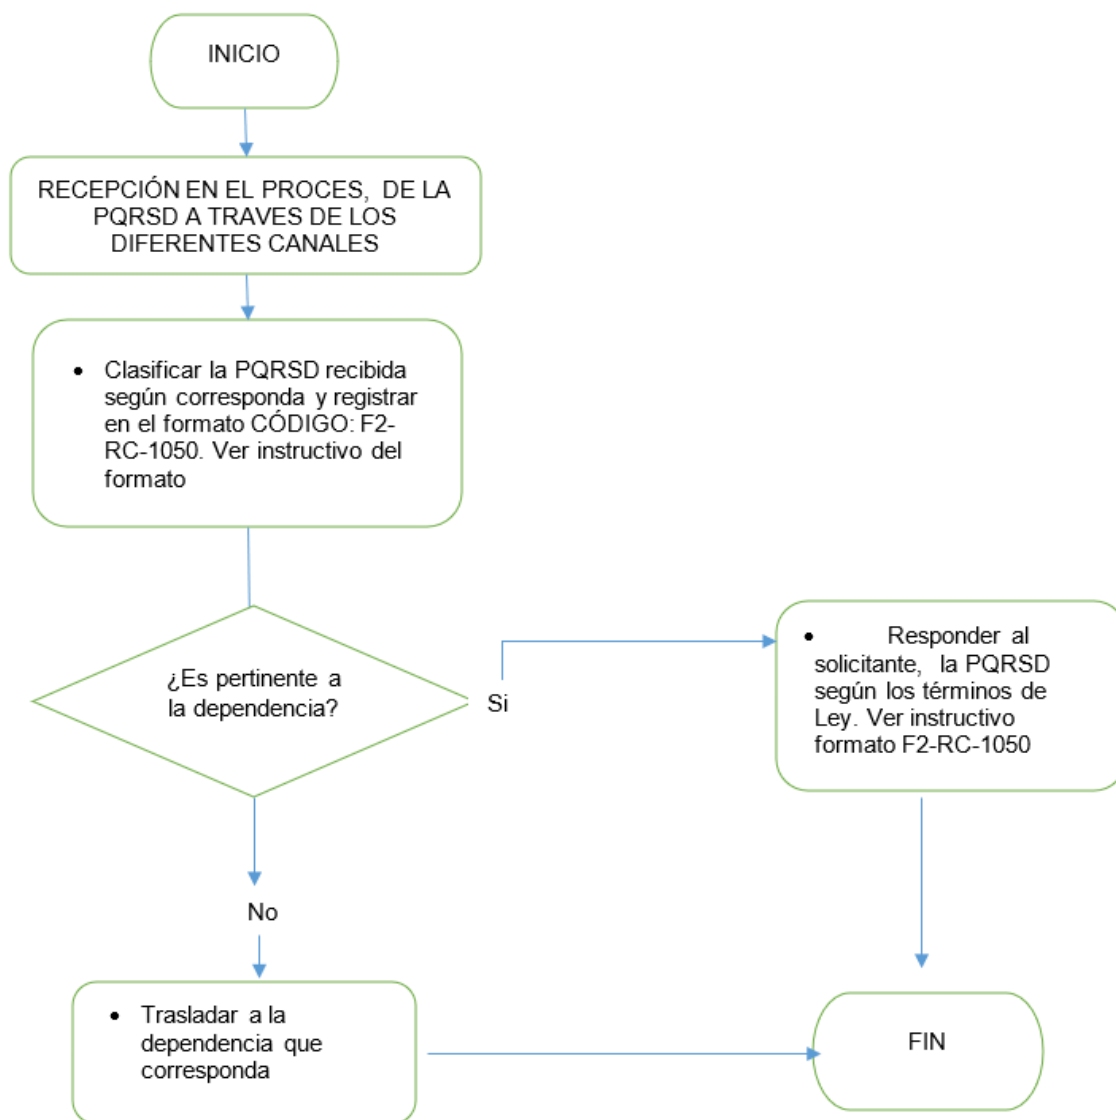 INICIO
RECEPCIÓN EN EL PROCES, DE LA
PQRSD A TRAVES DE LOS
DIFERENTES CANALES
• Clasificar la PQRSD recibida
según corresponda y registrar
en el formato CÓDIGO: F2-
RC-1050. Ver instructivo del
formato
¿Es pertinente a
la dependencia?
Si
• Responder al
solicitante, la PQRSD
según los términos de
Ley. Ver instructivo
formato F2-RC-1050
No
• Trasladar a la
dependencia que
corresponda
FIN